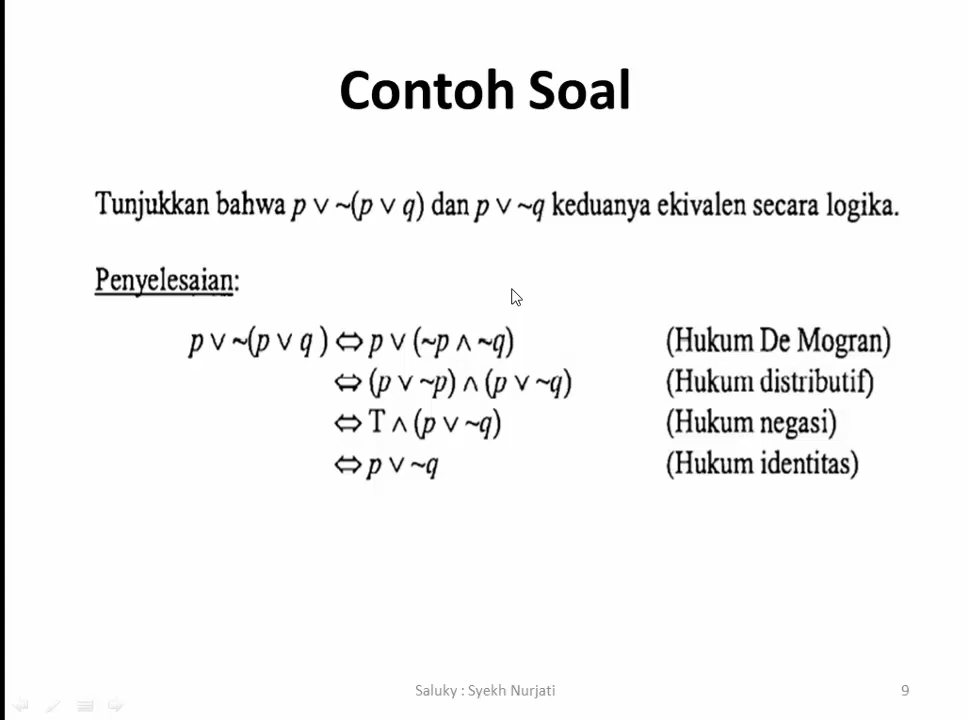 Contoh Soal
Tunjukkan bahwa p ∨ ~(p ∨ q) dan p ∨ ~q keduanya ekivalen secara logika.
Penyelesaian:
p ∨ ~(p ∨ q ) ⇔ p ∨ (~p ∧ ~q) (Hukum De Mogran)
⇔ (p ∨ ~p) ∧ (p ∨ ~q) (Hukum distributif)
⇔ T ∧ (p ∨ ~q) (Hukum negasi)
⇔ p ∨ ~q (Hukum identitas)
Saluky : Syekh Nurjati 9